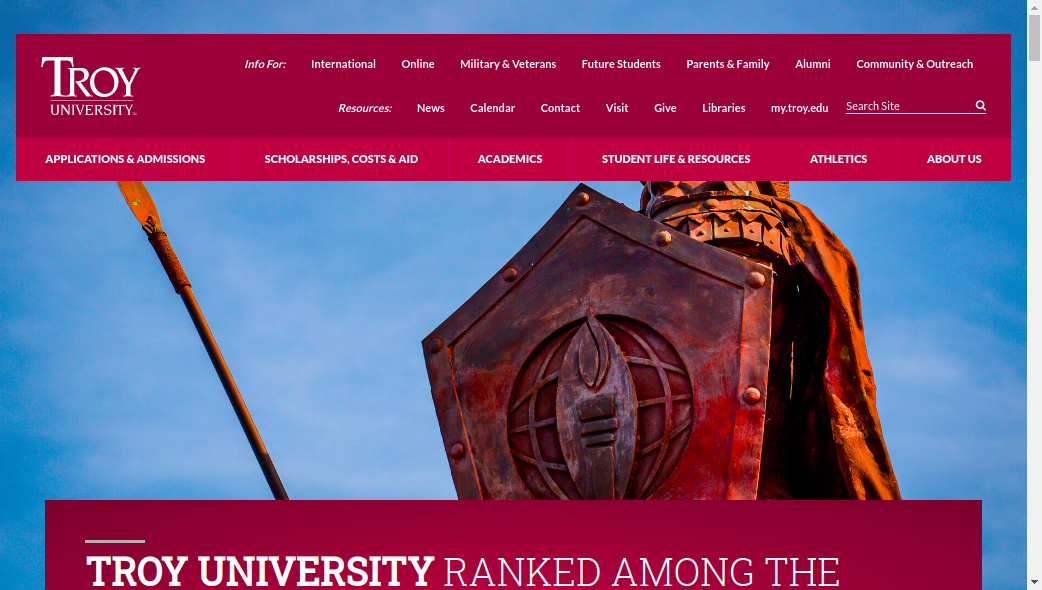 TROY
UNIVERSITY
Info For: International Online Military & Veterans Future Students Parents & Family Alumni Community & Outreach
Resources: News Calendar Contact Visit Give Libraries my.troy.edu Search Site
APPLICATIONS & ADMISSIONS SCHOLARSHIPS, COSTS & AID ACADEMICS STUDENT LIFE & RESOURCES ATHLETICS ABOUT US
TROY UNIVERSITY RANKED AMONG THE